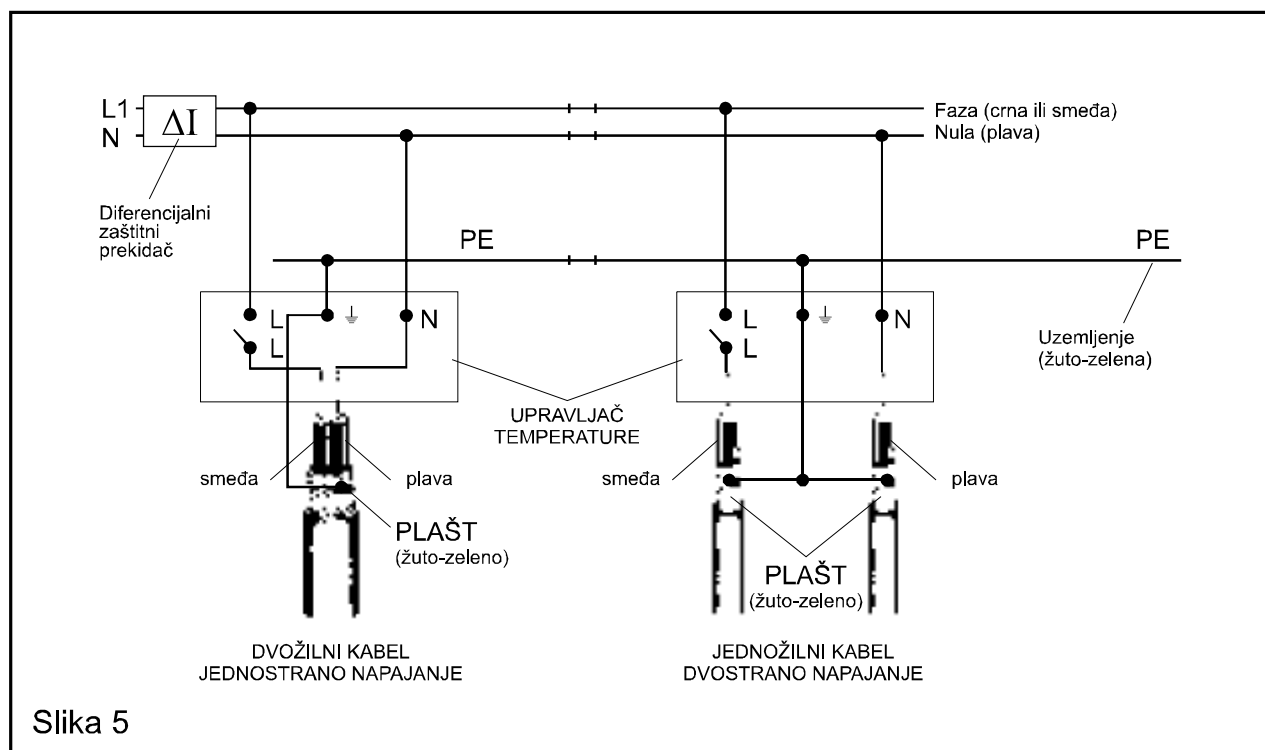 L1
N
ΔI
Faza (crna ili smeđa)
Nula (plava)
Diferencijalni
zaštitni
prekidač
PE
PE
L
L
N
L
L
N
Uzemljenje
(žuto-zelena)
UPRAVLJAČ
TEMPERATURE
smeđa
plava
smeđa
plava
PLAŠT
(žuto-zeleno)
PLAŠT
(žuto-zeleno)
DVOŽILNI KABEL
JEDNOSTRANO NAPAJANJE
JEDNOŽILNI KABEL
DVOSTRANO NAPAJANJE
Slika 5